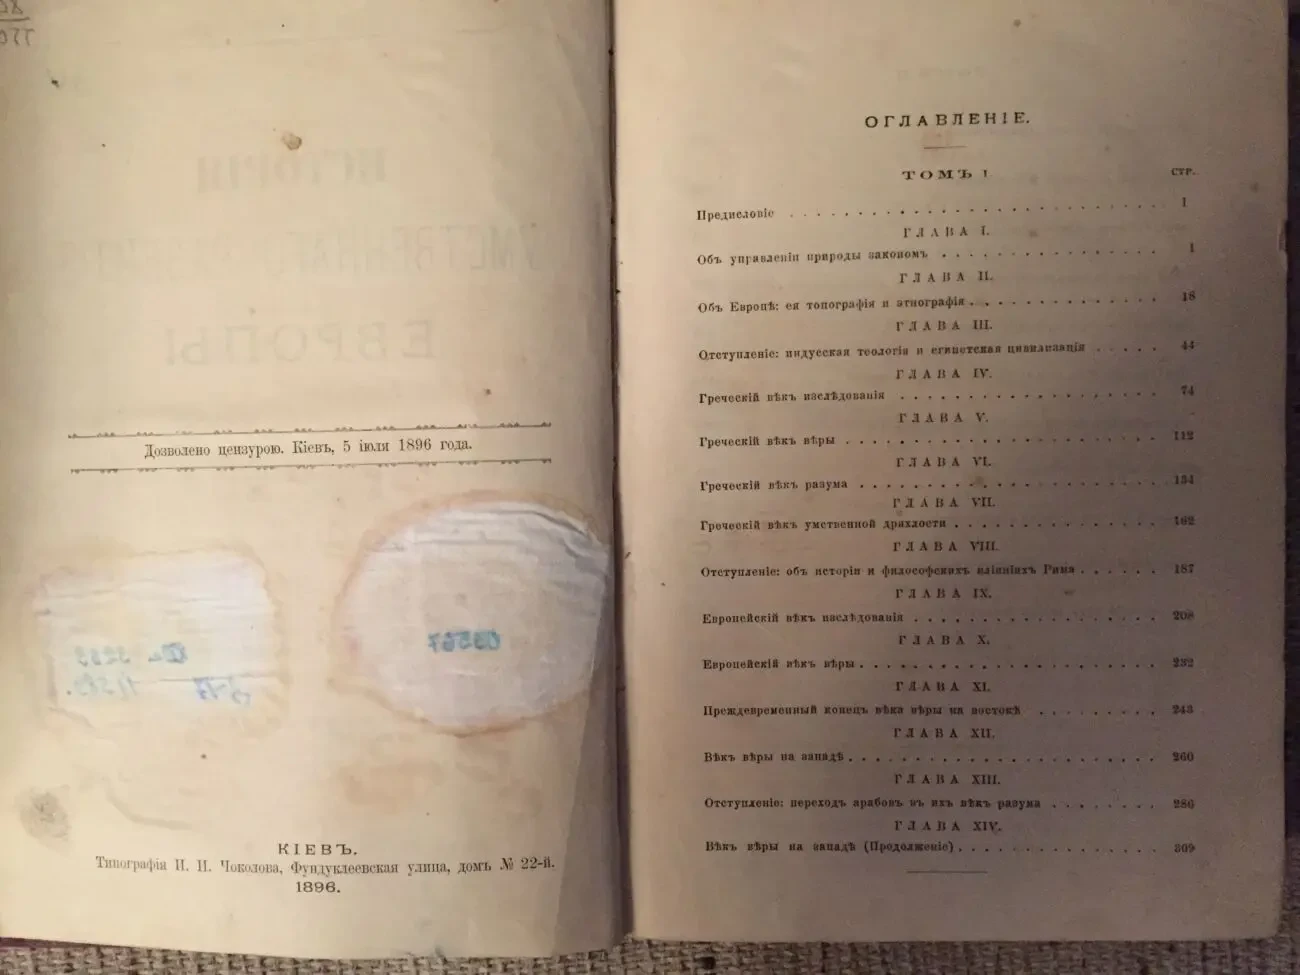 Дозволено цензурою. Кіевъ, 5 іюля 1896 года.
КІЕВЪ.
Типографія И. И. Чоколова, Фундуклеевская улица, домъ № 22-й.
1896.
ОГЛАВЛЕНІЕ.
ТОМЪ I
СТР.
Предисловіе . . . I
ГЛАВА I.
Объ управленіи природы закономъ . . . 1
ГЛАВА II.
Объ Европѣ: ея топографія и этнографія . . . 18
ГЛАВА III.
Отступленіе: индусская теологія и египетская цивилизація . . . 44
ГЛАВА IV.
Греческій вѣкъ изслѣдованія . . . 74
ГЛАВА V.
Греческій вѣкъ вѣры . . . 112
ГЛАВА VI.
Греческій вѣкъ разума . . . 134
ГЛАВА VII.
Греческій вѣкъ умственной дряхлости . . . 162
ГЛАВА VIII.
Отступленіе: объ исторіи и философскихъ вліяніяхъ Рима . . . 187
ГЛАВА IX.
Европейскій вѣкъ изслѣдованія . . . 208
ГЛАВА X.
Европейскій вѣкъ вѣры . . . 232
ГЛАВА XI.
Преждевременный конецъ вѣка вѣры на востокѣ . . . 243
ГЛАВА XII.
Вѣкъ вѣры на западѣ . . . 260
ГЛАВА XIII.
Отступленіе: переходъ арабовъ въ ихъ вѣкъ разума . . . 286
ГЛАВА XIV.
Вѣкъ вѣры на западѣ (Продолженіе) . . . 309